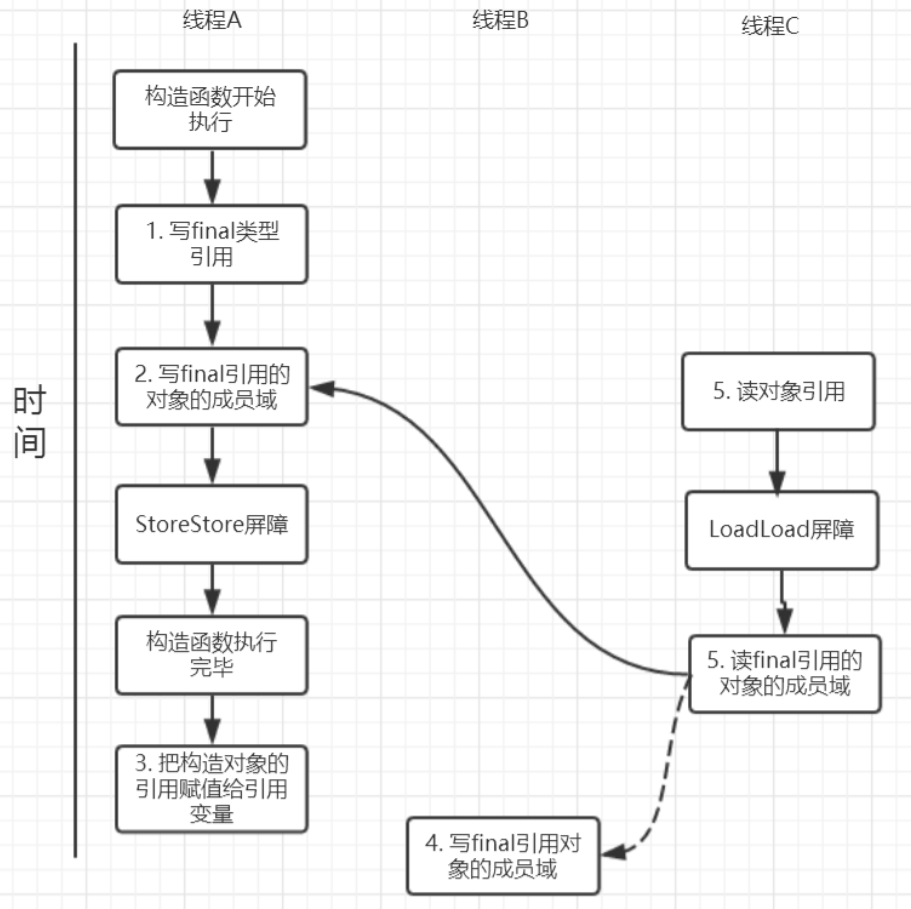 线程A
线程B
线程C
时
间
构造函数开始
执行
1. 写final类型
引用
2. 写final引用的
对象的成员域
StoreStore屏障
构造函数执行
完毕
3. 把构造对象的
引用赋值给引用
变量
4. 写final引用对
象的成员域
5. 读对象引用
LoadLoad屏障
5. 读final引用的
对象的成员域